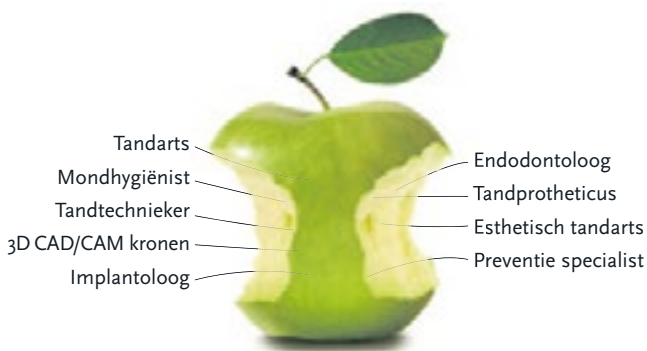 Tandarts
Mondhygiënist
Tandtechnieker
3D CAD/CAM kronen
Implantoloog
Endodontoloog
Tandprotheticus
Esthetisch tandarts
Preventie specialist